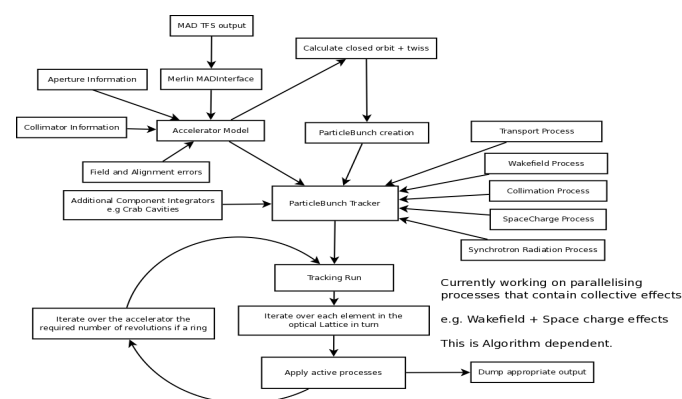 MAD TFS output
Calculate closed orbit + twiss
Merlin MADInterface
Aperture Information
Collimator Information
Accelerator Model
ParticleBunch creation
Transport Process
Field and Alignment errors
Wakefield Process
Collimation Process
Additional Component Integrators
e.g Crab Cavities
ParticleBunch Tracker
SpaceCharge Process
Synchrotron Radiation Process
Tracking Run
Currently working on parallelising
processes that contain collective effects
e.g. Wakefield + Space charge effects
This is Algorithm dependent.
Iterate over the accelerator the
required number of revolutions if a ring
Iterate over each element in the
optical Lattice in turn
Apply active processes
Dump appropriate output